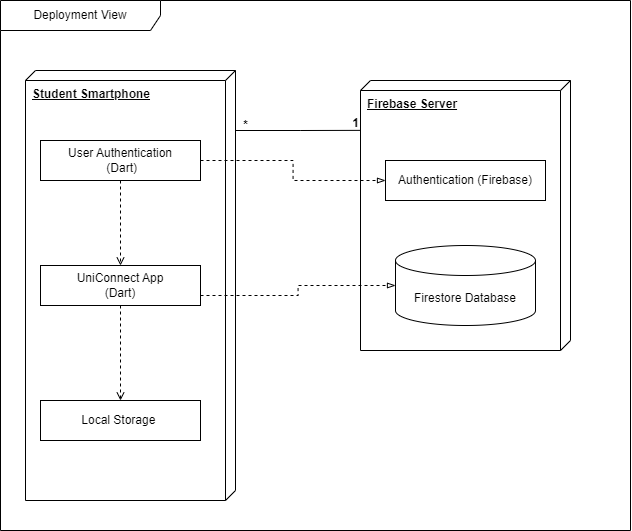 Deployment View
Student Smartphone
User Authentication
(Dart)
UniConnect App
(Dart)
Local Storage
*
1
Firebase Server
Authentication (Firebase)
Firestore Database